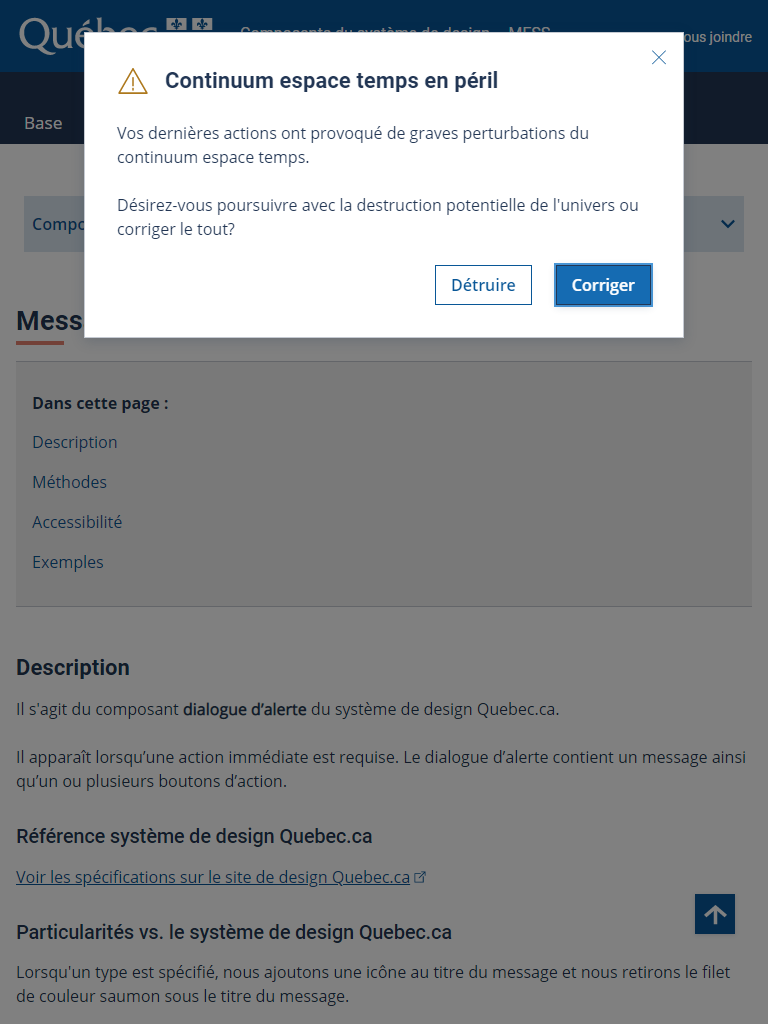 Québec
Composants du système de design - MESS
ous joindre
Base
Continuum espace temps en péril
Vos dernières actions ont provoqué de graves perturbations du
continuum espace temps.
Désirez-vous poursuivre avec la destruction potentielle de l'univers ou
corriger le tout?
Détruire
Corriger
Compo
Mess
Dans cette page :
Description
Méthodes
Accessibilité
Exemples
Description
Il s'agit du composant dialogue d’alerte du système de design Quebec.ca.
Il apparaît lorsqu’une action immédiate est requise. Le dialogue d’alerte contient un message ainsi
qu’un ou plusieurs boutons d’action.
Référence système de design Quebec.ca
Voir les spécifications sur le site de design Quebec.ca
Particularités vs. le système de design Quebec.ca
Lorsqu'un type est spécifié, nous ajoutons une icône au titre du message et nous retirons le filet
de couleur saumon sous le titre du message.